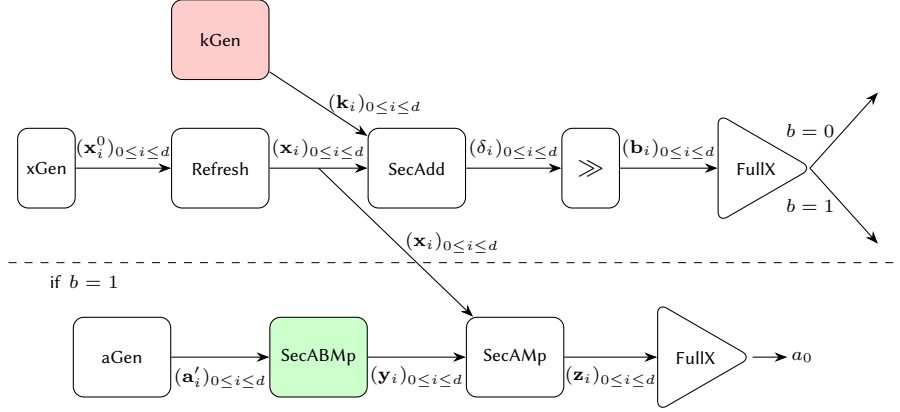 kGen
(k_i)_{0≤i≤d}
xGen
(x_i^0)_{0≤i≤d}
Refresh
(x_i)_{0≤i≤d}
SecAdd
(δ_i)_{0≤i≤d}
≫
(b_i)_{0≤i≤d}
FullX
b = 0
b = 1
(x_i)_{0≤i≤d}
if b = 1
aGen
(a′_i)_{0≤i≤d}
SecABMp
(y_i)_{0≤i≤d}
SecAMp
(z_i)_{0≤i≤d}
FullX
a_0